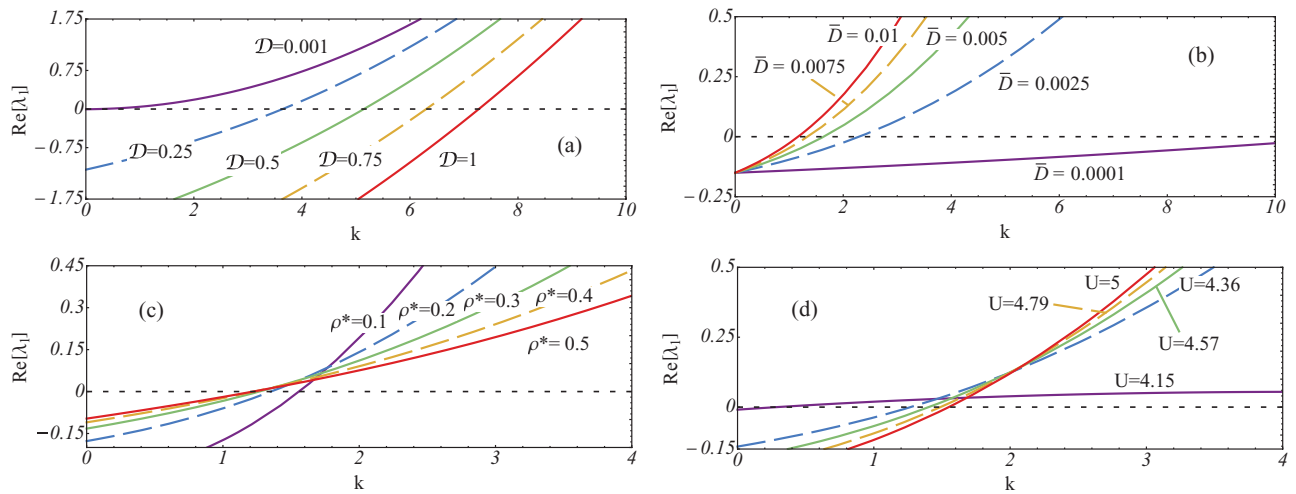 1.75
0.75
0
−0.75
−1.75
Re[λ₁]
𝒟=0.001
𝒟=0.25
𝒟=0.5
𝒟=0.75
𝒟=1
(a)
0 2 4 6 8 10
k
0.5
0.25
0
−0.25
Re[λ₁]
D̄ = 0.01
D̄ = 0.005
D̄ = 0.0075
D̄ = 0.0025
D̄ = 0.0001
(b)
0 2 4 6 8 10
k
0.45
0.3
0.15
0
−0.15
Re[λ₁]
(c)
ρ*=0.1
ρ*=0.2
ρ*=0.3
ρ*=0.4
ρ*=0.5
0 1 2 3 4
k
0.5
0.25
0
−0.15
Re[λ₁]
(d)
U=5
U=4.36
U=4.79
U=4.57
U=4.15
0 1 2 3 4
k